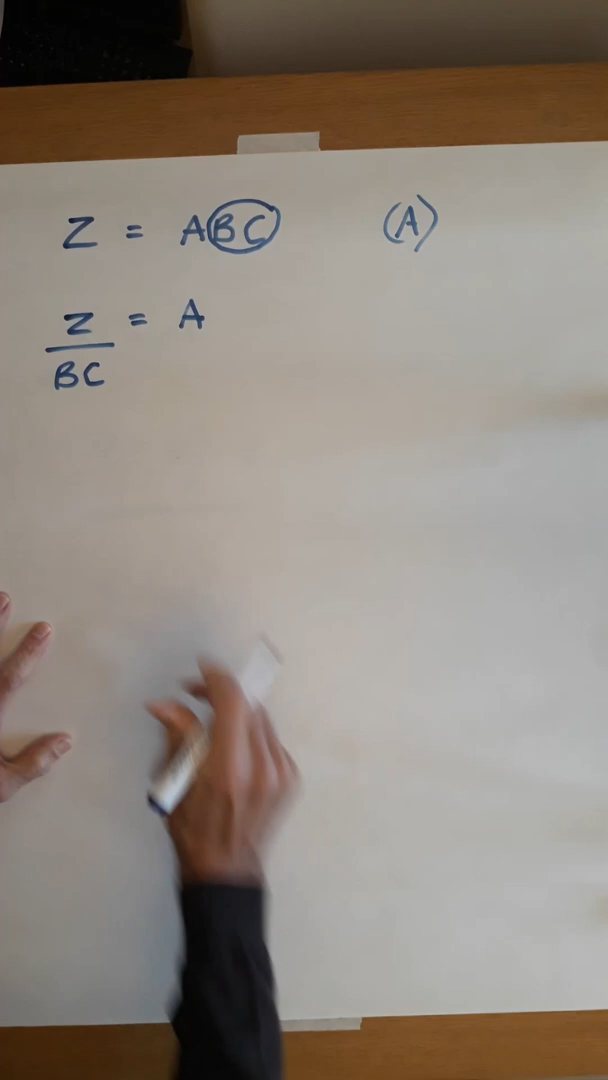 Z = ABC (A)
Z = A
BC